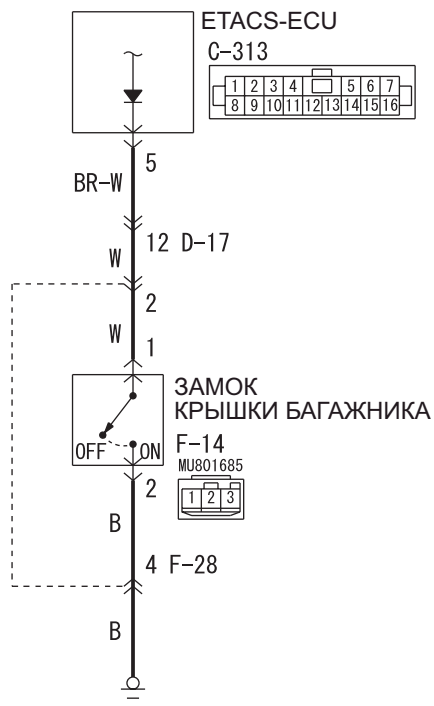 ETACS-ECU
C-313
1 2 3 4 5 6 7
8 9 10 11 12 13 14 15 16
5
BR-W
12 D-17
W
2
W
1
ЗАМОК
КРЫШКИ БАГАЖНИКА
OFF ON
F-14
MU801685
1 2 3
2
B
4 F-28
B